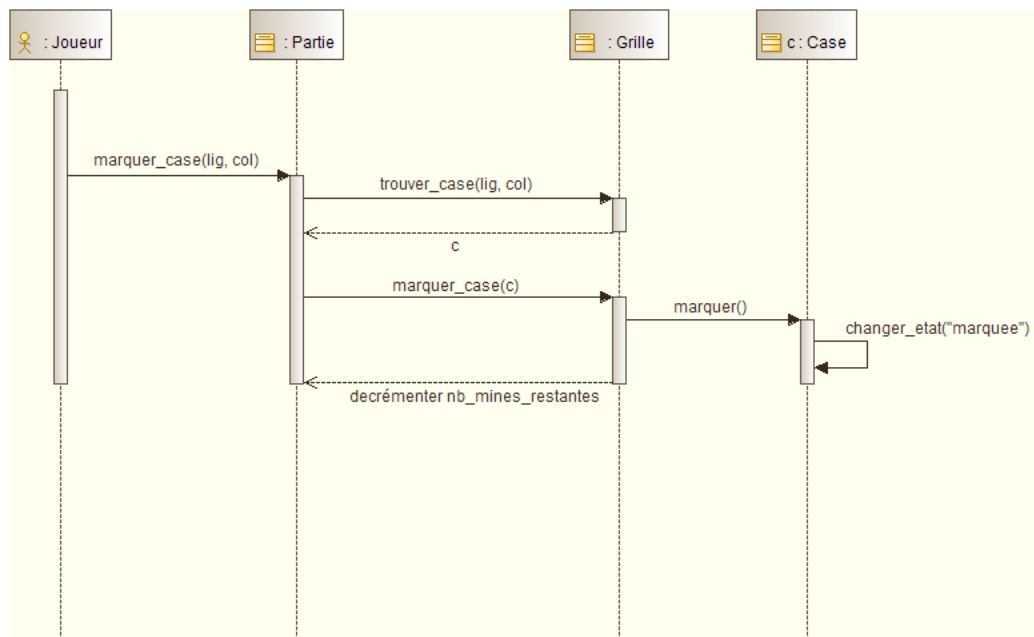 : Joueur
: Partie
: Grille
c : Case
marquer_case(lig, col)
trouver_case(lig, col)
c
marquer_case(c)
marquer()
changer_etat("marquee")
decrémenter nb_mines_restantes